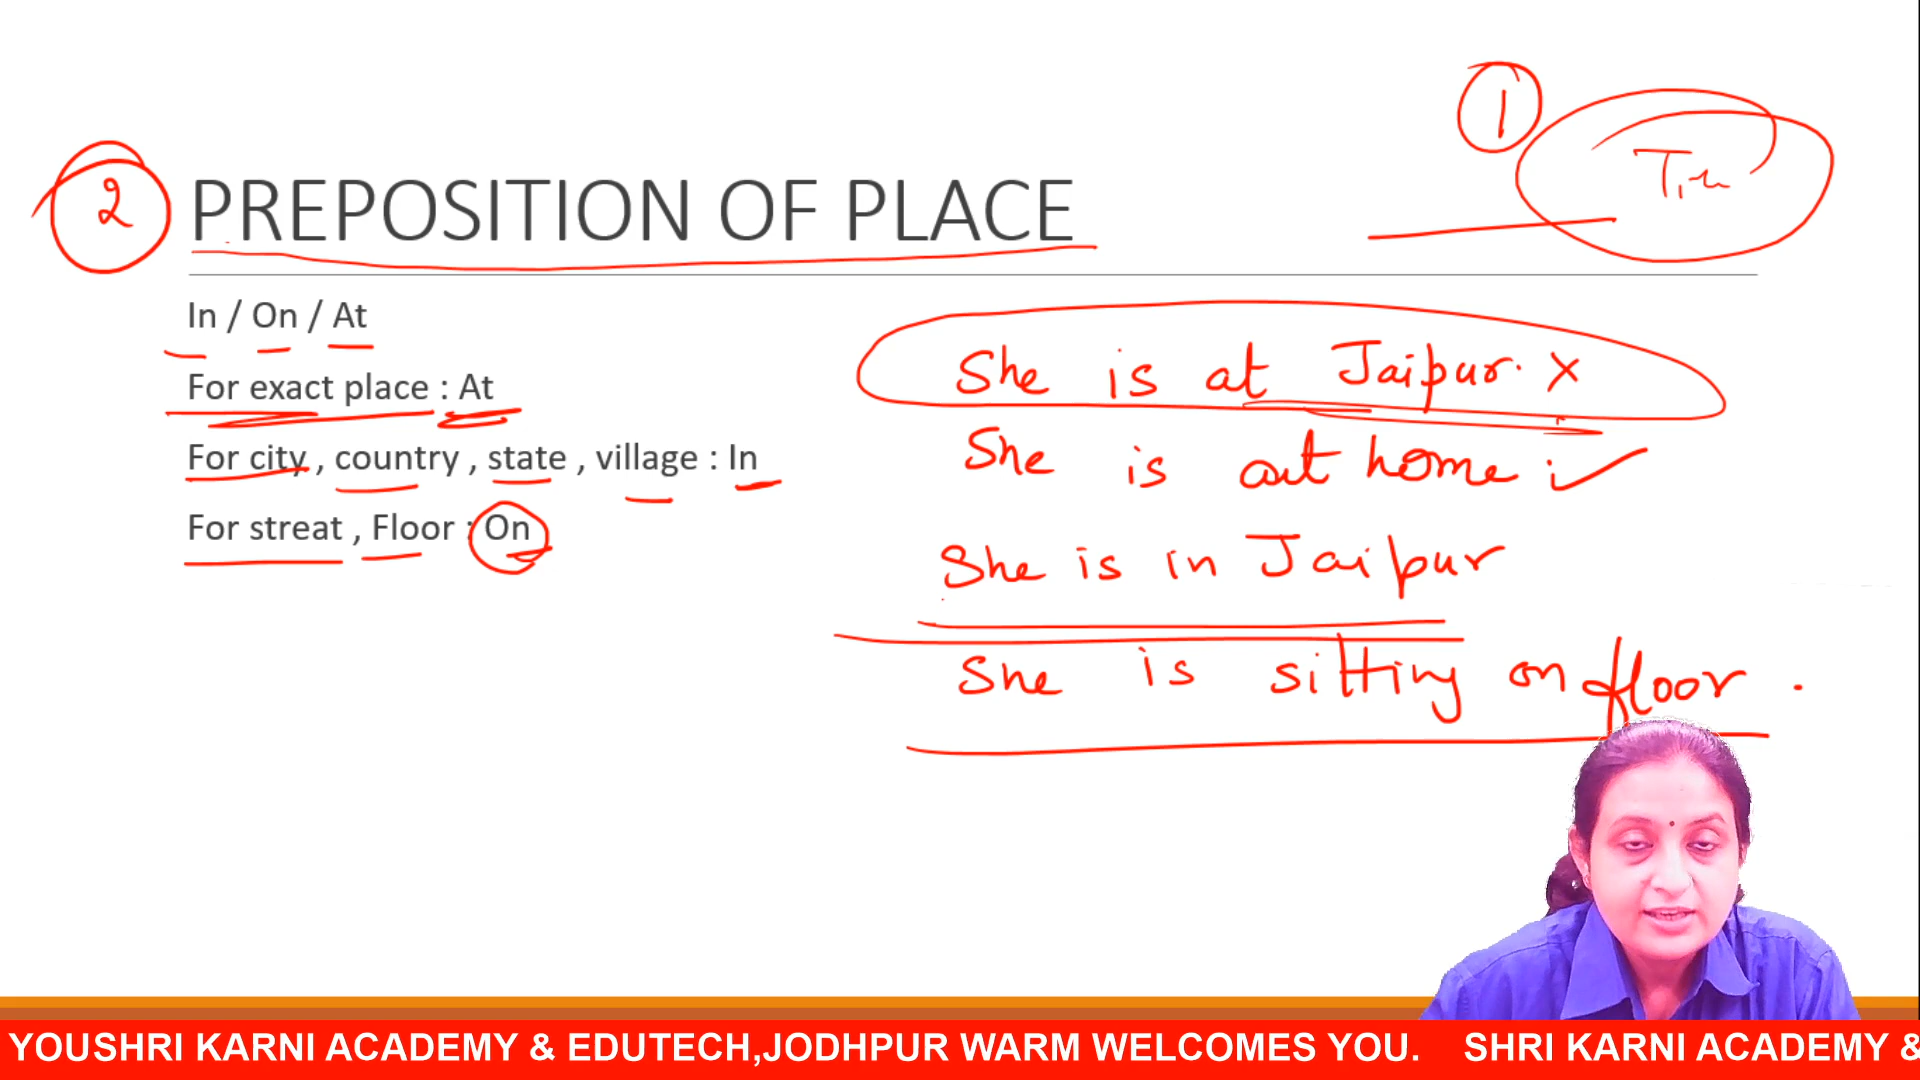 1
2 PREPOSITION OF PLACE
In / On / At
For exact place : At
For city , country , state , village : In
For streat , Floor : On
She is at Jaipur. X
She is at home
She is in Jaipur
She is sitting on floor .
YOUSHRI KARNI ACADEMY & EDUTECH,JODHPUR WARM WELCOMES YOU. SHRI KARNI ACADEMY &